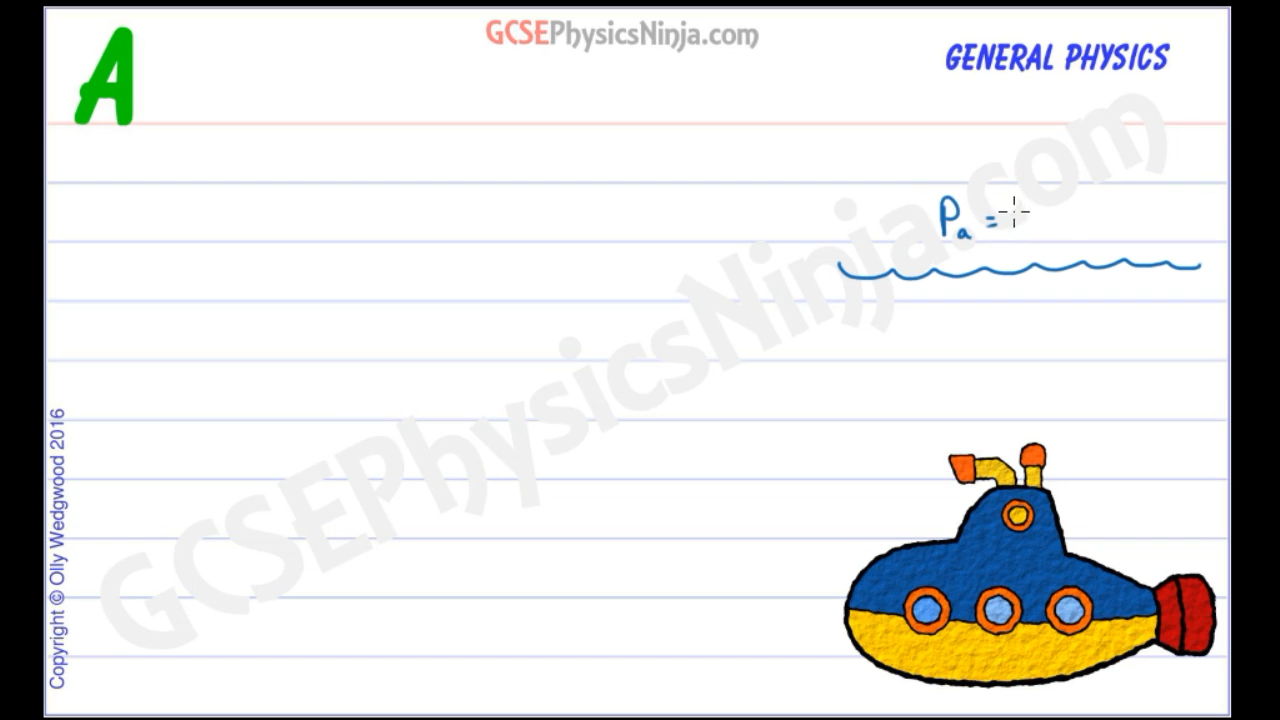 GCSEPhysicsNinja.com
A
GENERAL PHYSICS
Pₐ =
GCSEPhysicsNinja.com
Copyright © Olly Wedgwood 2016